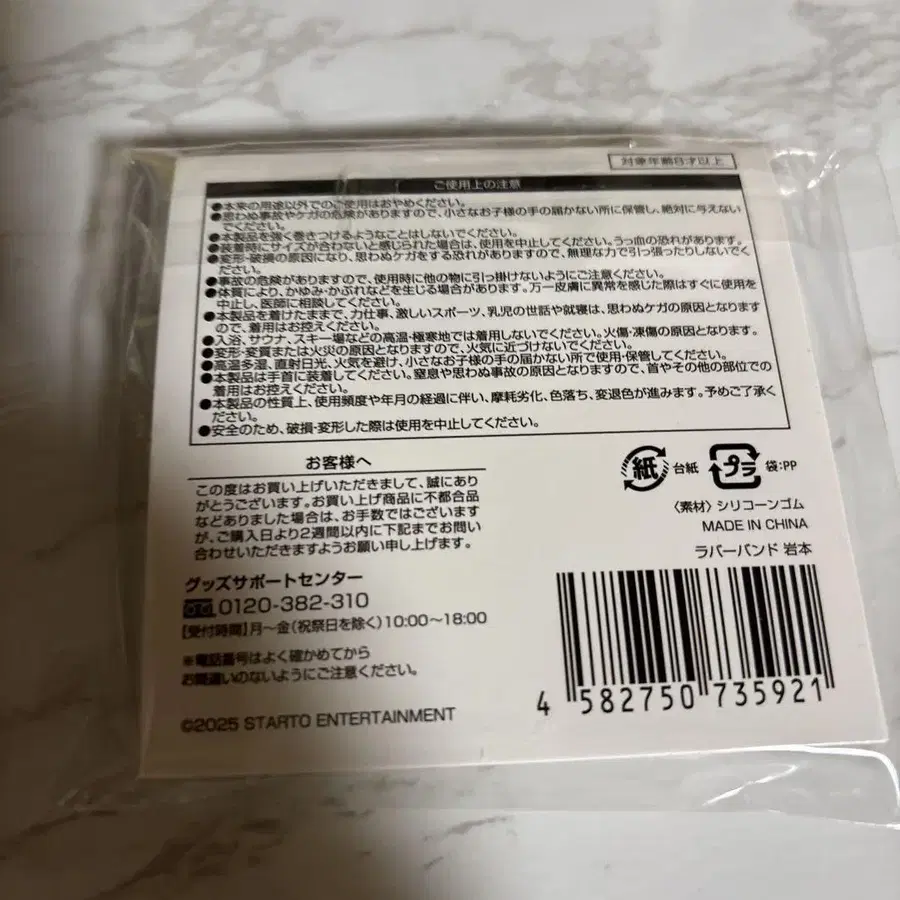 対象年齢8才以上
ご使用上の注意
●本来の用途以外でのご使用はおやめください。
●思わぬ事故やケガの危険がありますので、小さなお子様の手の届かない所に保管し、絶対に与えない
でください。
●本製品を強く巻きつけるようなことはしないでください。
●装着時にサイズが合わないと感じられた場合は、使用を中止してください。うっ血の恐れがあります。
●変形・破損の原因になり、思わぬケガをする恐れがありますので、無理な力で引っ張ったりしないでく
ださい。
●事故の危険がありますので、使用時に他の物に引っ掛けないようにご注意ください。
●体質により、かゆみ・かぶれなどを生じる場合があります。万一皮膚に異常を感じた際はすぐに使用を
中止し、医師に相談してください。
●本製品を着けたままで、力仕事、激しいスポーツ、乳児の世話や就寝は、思わぬケガの原因となります
ので、着用はお控えください。
●入浴、サウナ、スキー場などの高温・極寒地では着用しないでください。火傷・凍傷の原因となります。
●変形・変質または火災の原因となりますので、火気に近づけないでください。
●高温多湿、直射日光、火気を避け、小さなお子様の手の届かない所で使用・保管してください。
●本製品は手首に装着してください。窒息や思わぬ事故の原因となりますので、首やその他の部位での
着用はお控えください。
●本製品の性質上、使用頻度や年月の経過に伴い、摩耗劣化、色落ち、変退色が進みます。予めご了承く
ださい。
●安全のため、破損・変形した際は使用を中止してください。
お客様へ
この度はお買い上げいただきまして、誠にあり
がとうございます。お買い上げ商品に不都合品
などありました場合は、お手数ではございます
が、ご購入日より2週間以内に下記までお問い
合わせいただきますようお願い申し上げます。
グッズサポートセンター
0120-382-310
【受付時間】月〜金(祝祭日を除く)10:00〜18:00
※電話番号はよく確かめてから
お間違いのないようにご注意ください。
©2025 STARTO ENTERTAINMENT
紙 台紙 プラ 袋:PP
〈素材〉シリコーンゴム
MADE IN CHINA
ラバーバンド 岩本
4 582750 735921